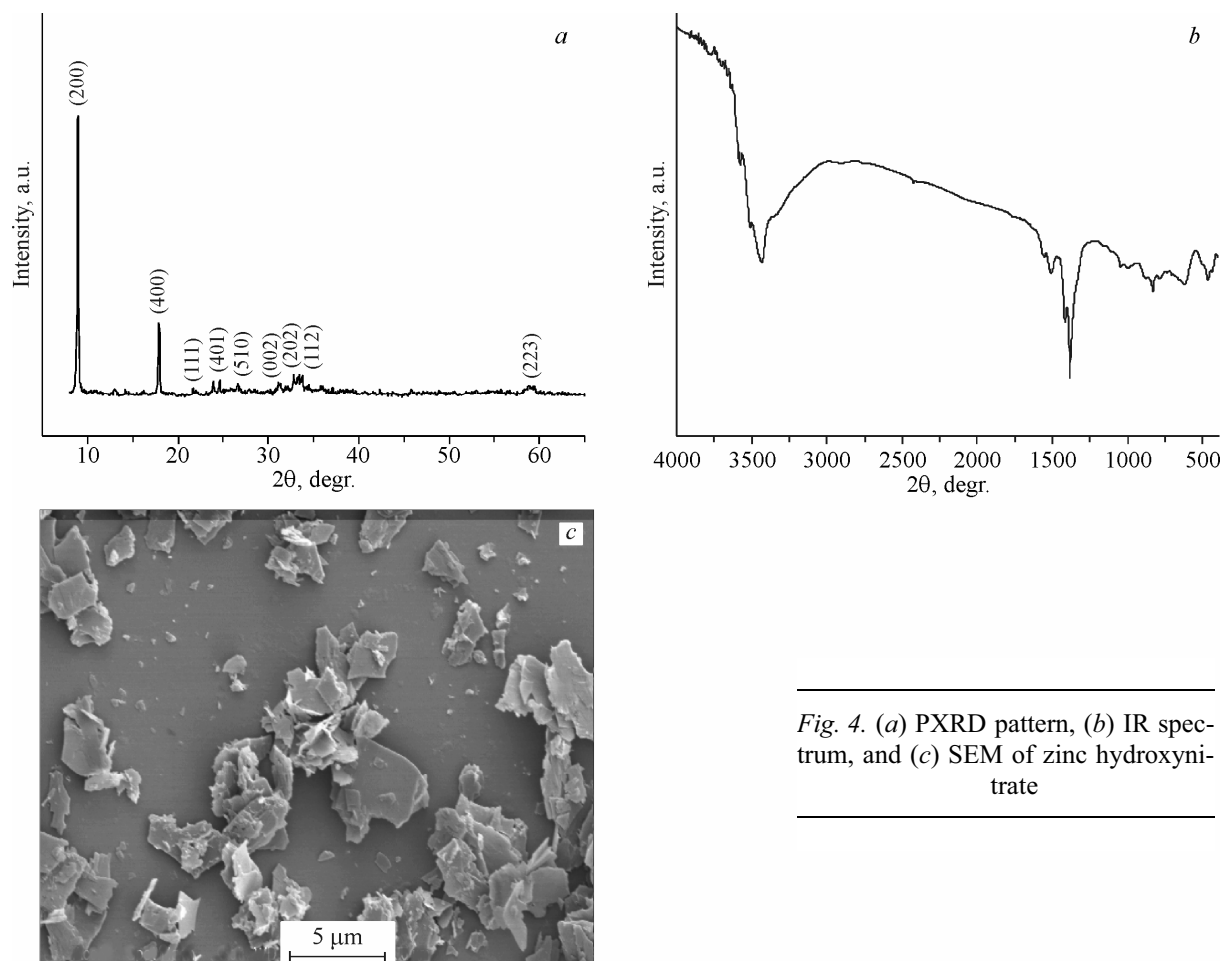 a
Intensity, a.u.
(200)
(400)
(111)
(401)
(510)
(002)
(202)
(112)
(223)
10 20 30 40 50 60
2θ, degr.
b
Intensity, a.u.
4000 3500 3000 2500 2000 1500 1000 500
2θ, degr.
c
5 μm
Fig. 4. (a) PXRD pattern, (b) IR spec-
trum, and (c) SEM of zinc hydroxyni-
trate